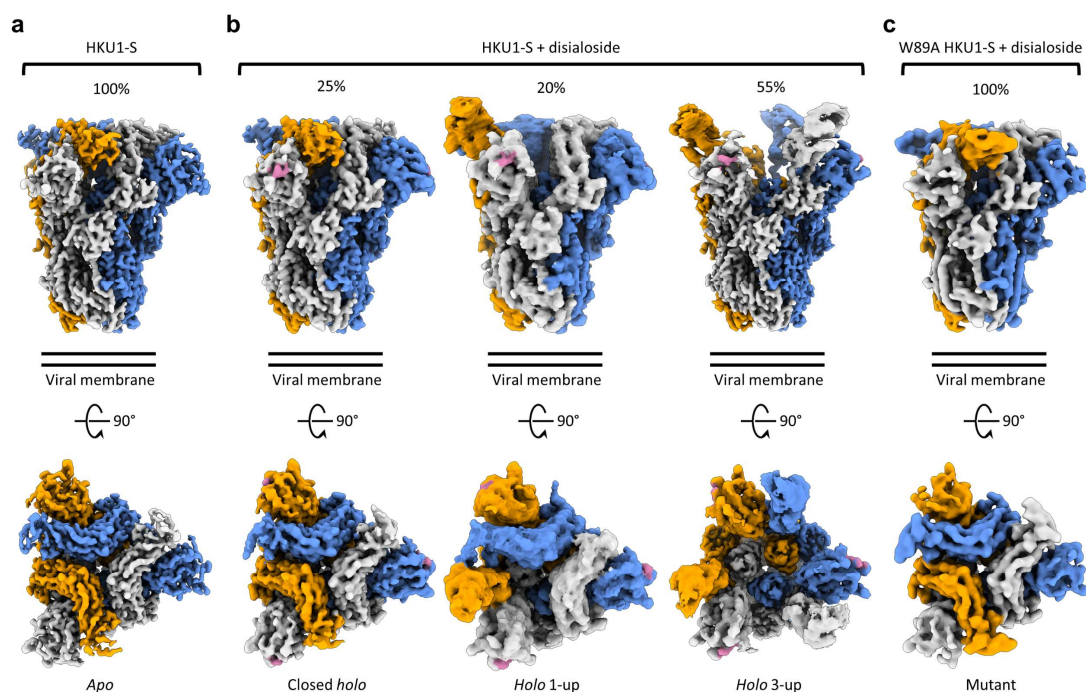 a
b
c
HKU1-S
HKU1-S + disialoside
W89A HKU1-S + disialoside
100%
25%
20%
55%
100%
Viral membrane
Viral membrane
Viral membrane
Viral membrane
Viral membrane
90°
90°
90°
90°
90°
Apo
Closed holo
Holo 1-up
Holo 3-up
Mutant